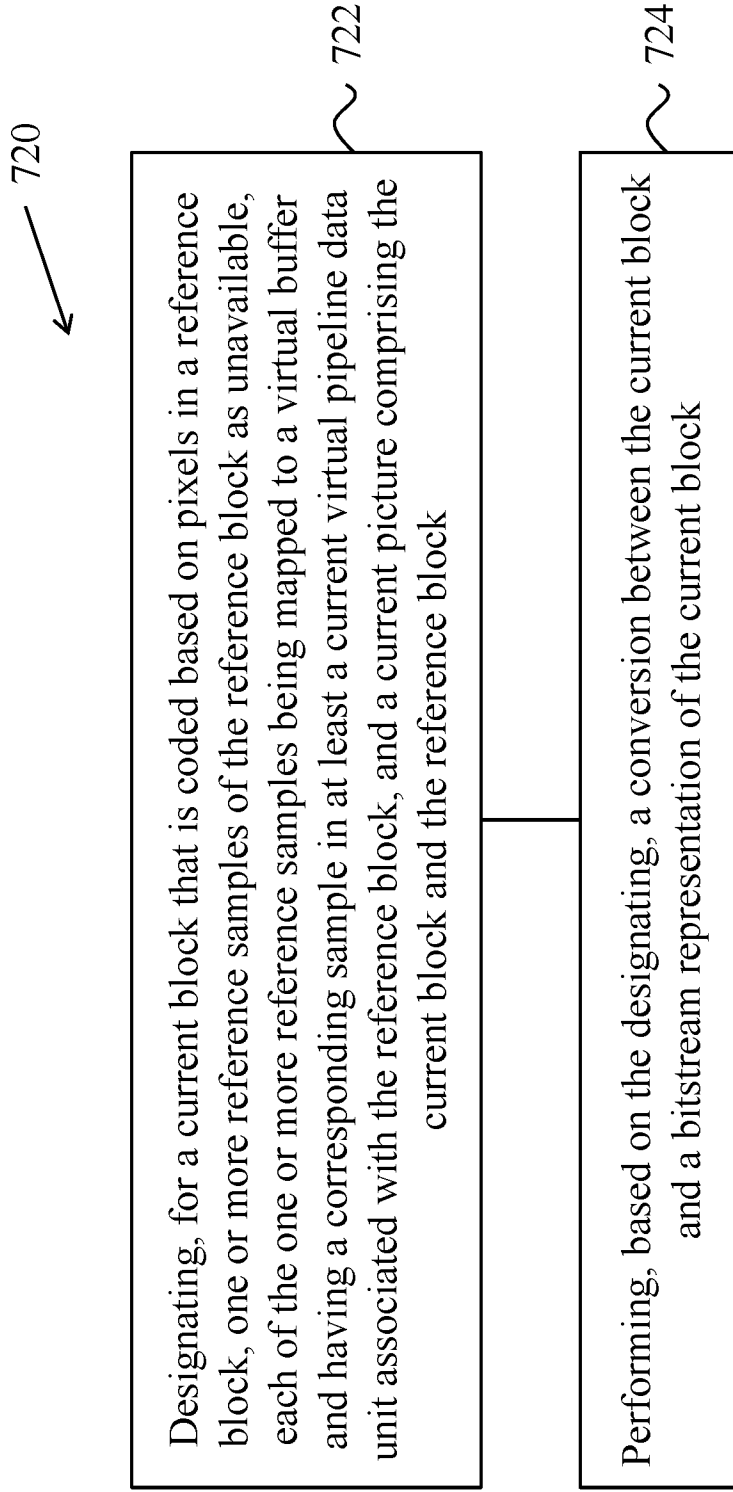 720
Designating, for a current block that is coded based on pixels in a reference
block, one or more reference samples of the reference block as unavailable,
each of the one or more reference samples being mapped to a virtual buffer
and having a corresponding sample in at least a current virtual pipeline data
unit associated with the reference block, and a current picture comprising the
current block and the reference block
722
Performing, based on the designating, a conversion between the current block
and a bitstream representation of the current block
724